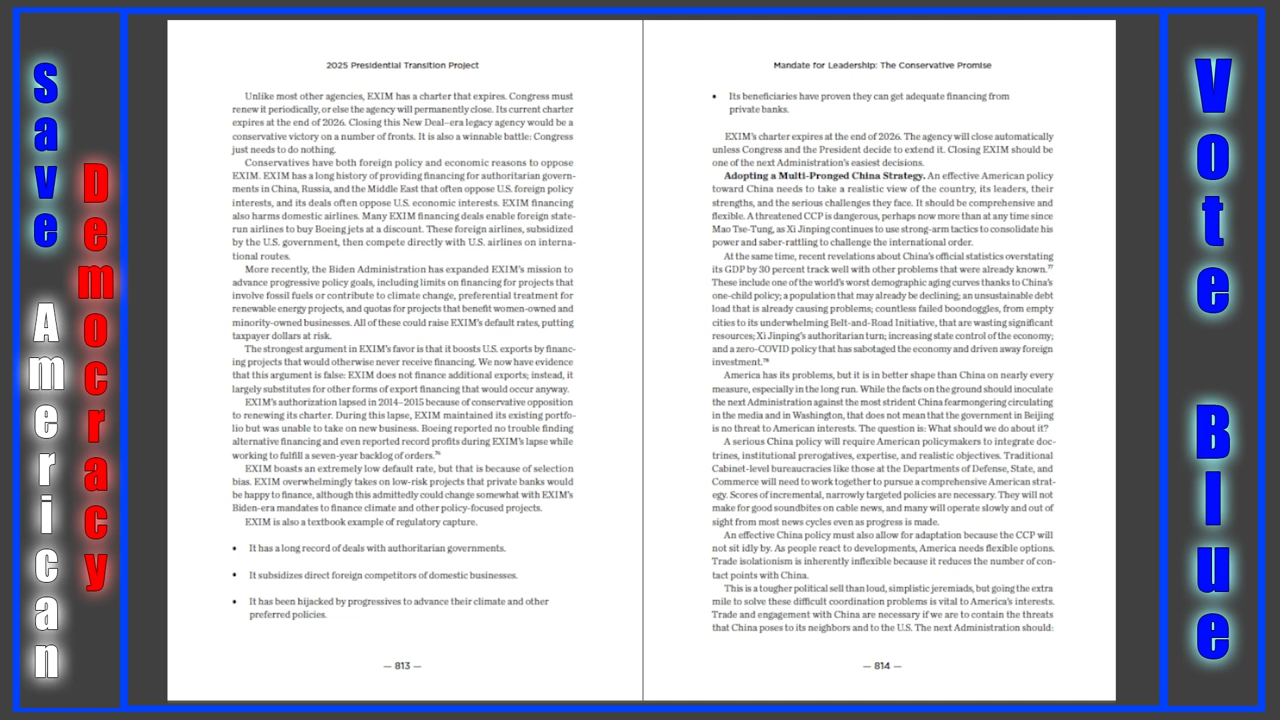 Save American
Democracy
2025 Presidential Transition Project
Unlike most other agencies, EXIM has a charter that expires. Congress must
renew it periodically, or else the agency will permanently close. Its current charter
expires at the end of 2026. Closing this New Deal–era legacy agency would be a
conservative victory on a number of fronts. It is also a winnable battle: Congress
just needs to do nothing.
Conservatives have both foreign policy and economic reasons to oppose
EXIM. EXIM has a long history of providing financing for authoritarian govern-
ments in China, Russia, and the Middle East that often oppose U.S. foreign policy
interests, and its deals often oppose U.S. economic interests. EXIM financing
also harms domestic airlines. Many EXIM financing deals enable foreign state-
run airlines to buy Boeing jets at a discount. These foreign airlines, subsidized
by the U.S. government, then compete directly with U.S. airlines on interna-
tional routes.
More recently, the Biden Administration has expanded EXIM's mission to
advance progressive policy goals, including limits on financing for projects that
involve fossil fuels or contribute to climate change, preferential treatment for
renewable energy projects, and quotas for projects that benefit women-owned and
minority-owned businesses. All of these could raise EXIM's default rates, putting
taxpayer dollars at risk.
The strongest argument in EXIM's favor is that it boosts U.S. exports by financ-
ing projects that would otherwise never receive financing. We now have evidence
that this argument is false: EXIM does not finance additional exports; instead, it
largely substitutes for other forms of export financing that would occur anyway.
EXIM's authorization lapsed in 2014–2015 because of conservative opposition
to renewing its charter. During this lapse, EXIM maintained its existing portfo-
lio but was unable to take on new business. Boeing reported no trouble finding
alternative financing and even reported record profits during EXIM's lapse while
working to fulfill a seven-year backlog of orders.76
EXIM boasts an extremely low default rate, but that is because of selection
bias. EXIM overwhelmingly takes on low-risk projects that private banks would
be happy to finance, although this admittedly could change somewhat with EXIM's
Biden-era mandates to finance climate and other policy-focused projects.
EXIM is also a textbook example of regulatory capture.
• It has a long record of deals with authoritarian governments.
• It subsidizes direct foreign competitors of domestic businesses.
• It has been hijacked by progressives to advance their climate and other
preferred policies.
— 813 —
Mandate for Leadership: The Conservative Promise
• Its beneficiaries have proven they can get adequate financing from
private banks.
EXIM's charter expires at the end of 2026. The agency will close automatically
unless Congress and the President decide to extend it. Closing EXIM should be
one of the next Administration's easiest decisions.
Adopting a Multi-Pronged China Strategy. An effective American policy
toward China needs to take a realistic view of the country, its leaders, their
strengths, and the serious challenges they face. It should be comprehensive and
flexible. A threatened CCP is dangerous, perhaps now more than at any time since
Mao Tse-Tung, as Xi Jinping continues to use strong-arm tactics to consolidate his
power and saber-rattling to challenge the international order.
At the same time, recent revelations about China's official statistics overstating
its GDP by 30 percent track well with other problems that were already known.77
These include one of the world's worst demographic aging curves thanks to China's
one-child policy; a population that may already be declining; an unsustainable debt
load that is already causing problems; countless failed boondoggles, from empty
cities to its underwhelming Belt-and-Road Initiative, that are wasting significant
resources; Xi Jinping's authoritarian turn; increasing state control of the economy;
and a zero-COVID policy that has sabotaged the economy and driven away foreign
investment.78
America has its problems, but it is in better shape than China on nearly every
measure, especially in the long run. While the facts on the ground should inoculate
the next Administration against the most strident China fearmongering circulating
in the media and in Washington, that does not mean that the government in Beijing
is no threat to American interests. The question is: What should we do about it?
A serious China policy will require American policymakers to integrate doc-
trines, institutional prerogatives, expertise, and realistic objectives. Traditional
Cabinet-level bureaucracies like those at the Departments of Defense, State, and
Commerce will need to work together to pursue a comprehensive American strat-
egy. Scores of incremental, narrowly targeted policies are necessary. They will not
make for good soundbites on cable news, and many will operate slowly and out of
sight from most news cycles even as progress is made.
An effective China policy must also allow for adaptation because the CCP will
not sit idly by. As people react to developments, America needs flexible options.
Trade isolationism is inherently inflexible because it reduces the number of con-
tact points with China.
This is a tougher political sell than loud, simplistic jeremiads, but going the extra
mile to solve these difficult coordination problems is vital to America's interests.
Trade and engagement with China are necessary if we are to contain the threats
that China poses to its neighbors and to the U.S. The next Administration should:
— 814 —
Vote Blue